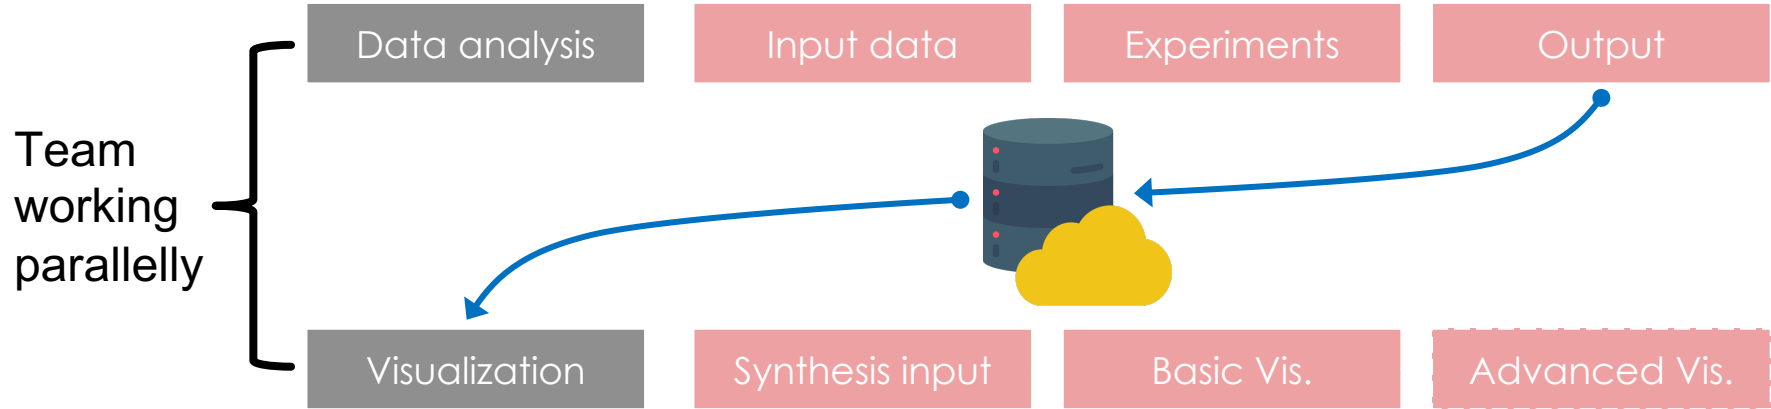 Data analysis
Input data
Experiments
Output
Team
working
parallelly
Visualization
Synthesis input
Basic Vis.
Advanced Vis.